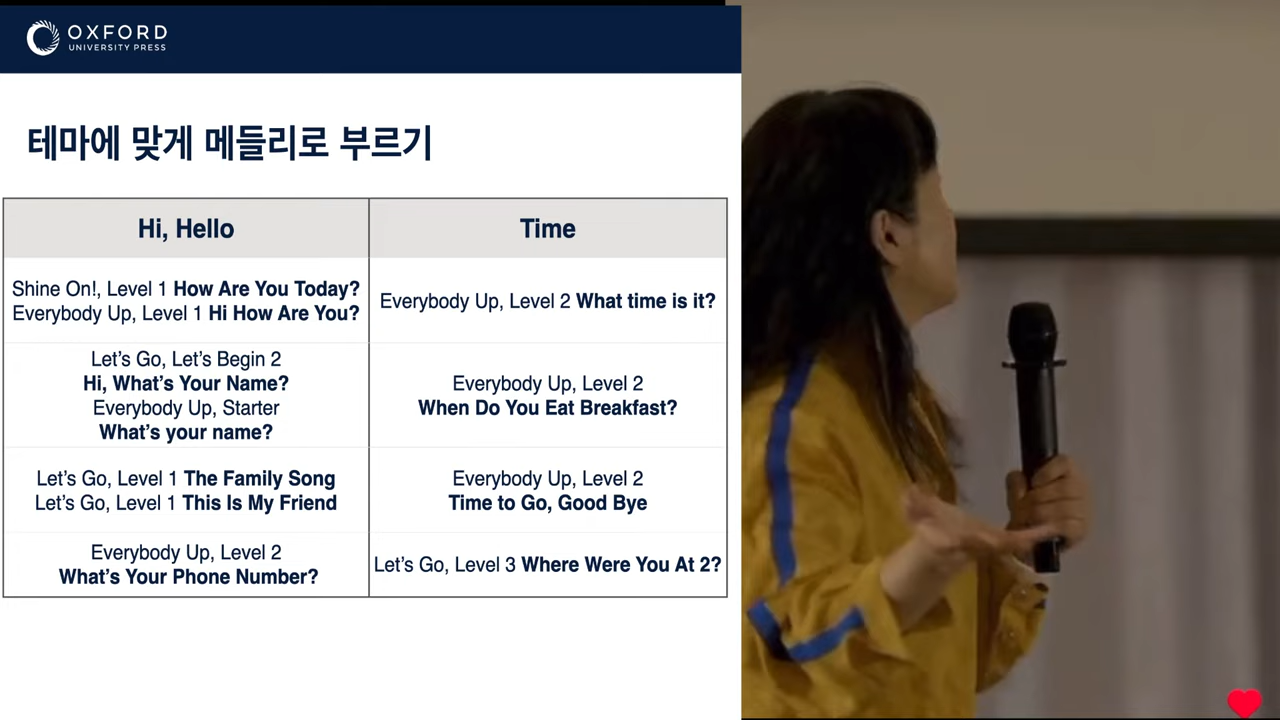 OXFORD
UNIVERSITY PRESS
테마에 맞게 메들리로 부르기
Hi, Hello
Time
Shine On!, Level 1 How Are You Today?
Everybody Up, Level 1 Hi How Are You?
Everybody Up, Level 2 What time is it?
Let's Go, Let's Begin 2
Hi, What's Your Name?
Everybody Up, Starter
What's your name?
Everybody Up, Level 2
When Do You Eat Breakfast?
Let's Go, Level 1 The Family Song
Let's Go, Level 1 This Is My Friend
Everybody Up, Level 2
Time to Go, Good Bye
Everybody Up, Level 2
What's Your Phone Number?
Let's Go, Level 3 Where Were You At 2?